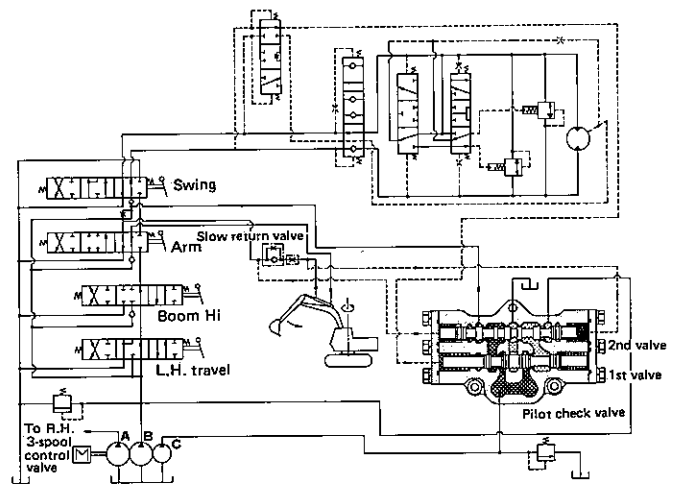 Swing
Arm
Slow return valve
Boom Hi
L.H. travel
2nd valve
1st valve
Pilot check valve
To R.H.
3-spool
control
valve
A
B
C
M